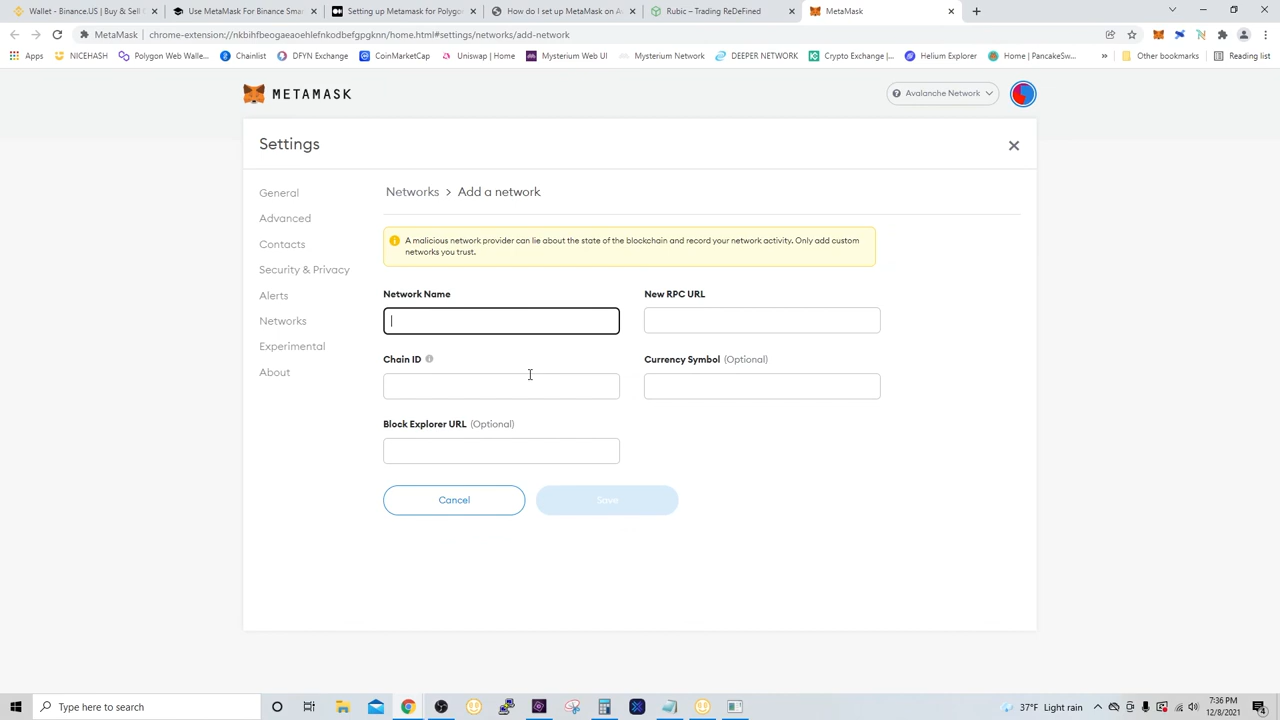 Wallet - Binance.US | Buy & Sell C
Use MetaMask For Binance Smar
Setting up Metamask for Polygon
How do I set up MetaMask on Av
Rubic – Trading ReDefined
MetaMask
MetaMask
chrome-extension://nkbihfbeogaeaoehlefnkodbefgpgknn/home.html#settings/networks/add-network
Apps
NICEHASH
Polygon Web Walle...
Chainlist
DFYN Exchange
CoinMarketCap
Uniswap | Home
Mysterium Web UI
Mysterium Network
DEEPER NETWORK
Crypto Exchange |...
Helium Explorer
Home | PancakeSw...
»
Other bookmarks
Reading list
METAMASK
Avalanche Network
Settings
General
Advanced
Contacts
Security & Privacy
Alerts
Networks
Experimental
About
Networks > Add a network
A malicious network provider can lie about the state of the blockchain and record your network activity. Only add custom
networks you trust.
Network Name
New RPC URL
Chain ID
Currency Symbol (Optional)
Block Explorer URL (Optional)
Cancel
Save
Type here to search
37°F Light rain
7:36 PM
12/8/2021